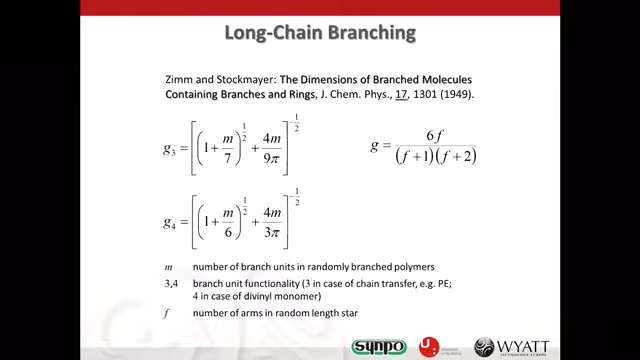 Long-Chain Branching
Zimm and Stockmayer: The Dimensions of Branched Molecules
Containing Branches and Rings, J. Chem. Phys., 17, 1301 (1949).
g₃ = [(1 + m/7)^(1/2) + 4m/9π]^(-1/2)
g = 6f/((f + 1)(f + 2))
g₄ = [(1 + m/6)^(1/2) + 4m/3π]^(-1/2)
m number of branch units in randomly branched polymers
3,4 branch unit functionality (3 in case of chain transfer, e.g. PE;
4 in case of divinyl monomer)
f number of arms in random length star
synpo
WYATT